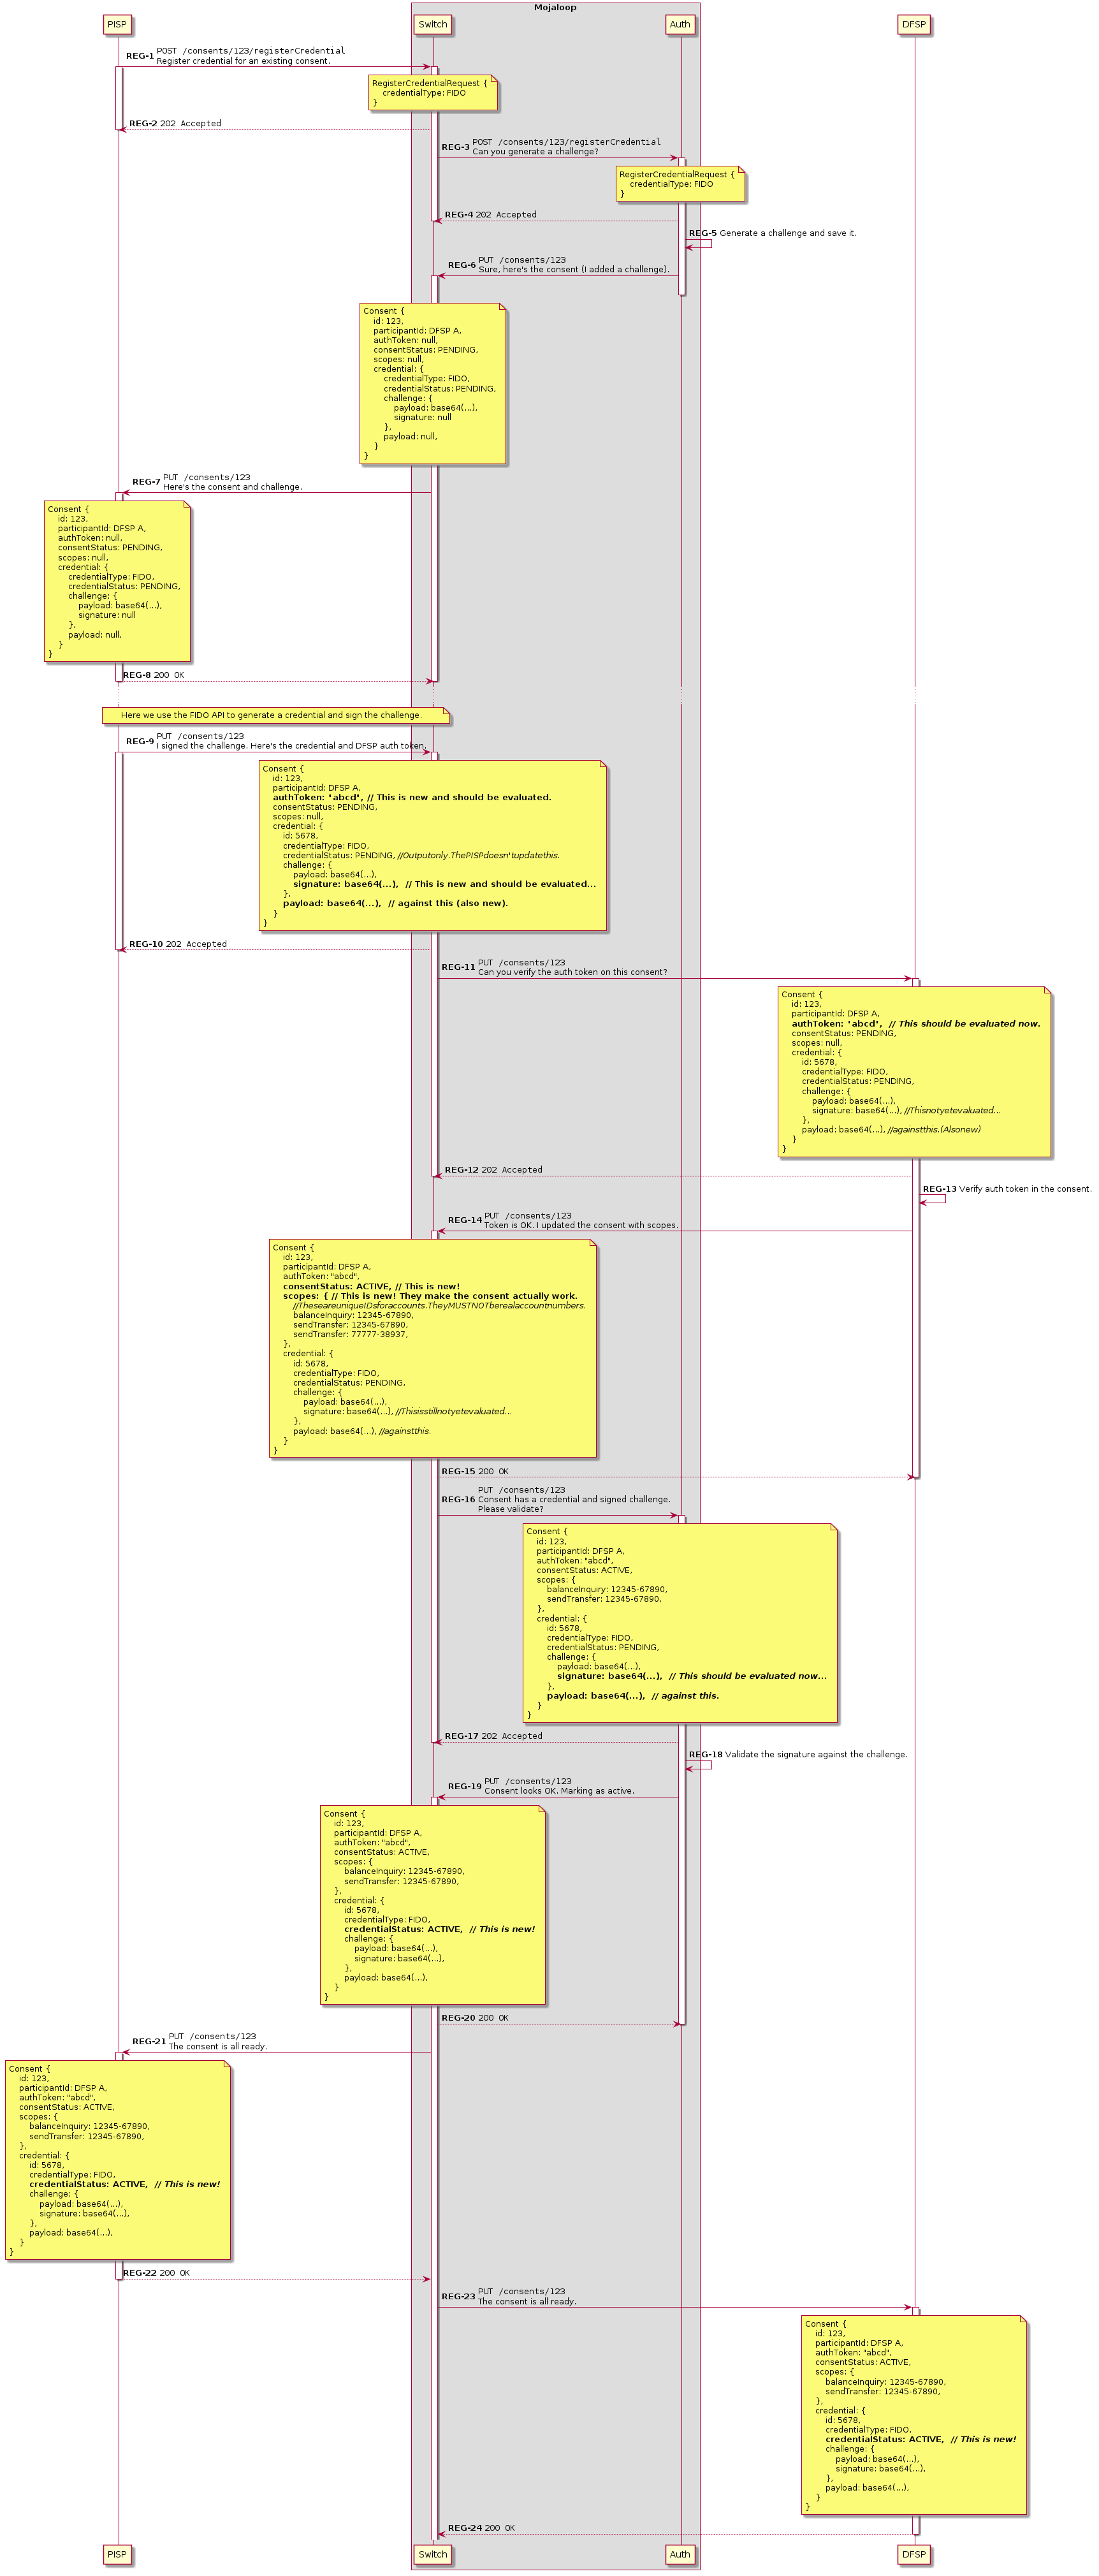 Mojaloop
PISP
Switch
Auth
DFSP
REG-1 POST /consents/123/registerCredential
Register credential for an existing consent.
RegisterCredentialRequest {
credentialType: FIDO
}
REG-2 202 Accepted
REG-3 POST /consents/123/registerCredential
Can you generate a challenge?
RegisterCredentialRequest {
credentialType: FIDO
}
REG-4 202 Accepted
REG-5 Generate a challenge and save it.
REG-6 PUT /consents/123
Sure, here's the consent (I added a challenge).
Consent {
id: 123,
participantId: DFSP A,
authToken: null,
consentStatus: PENDING,
scopes: null,
credential: {
credentialType: FIDO,
credentialStatus: PENDING,
challenge: {
payload: base64(...),
signature: null
},
payload: null,
}
}
REG-7 PUT /consents/123
Here's the consent and challenge.
Consent {
id: 123,
participantId: DFSP A,
authToken: null,
consentStatus: PENDING,
scopes: null,
credential: {
credentialType: FIDO,
credentialStatus: PENDING,
challenge: {
payload: base64(...),
signature: null
},
payload: null,
}
}
REG-8 200 OK
Here we use the FIDO API to generate a credential and sign the challenge.
REG-9 PUT /consents/123
I signed the challenge. Here's the credential and DFSP auth token.
Consent {
id: 123,
participantId: DFSP A,
authToken: "abcd", // This is new and should be evaluated.
consentStatus: PENDING,
scopes: null,
credential: {
id: 5678,
credentialType: FIDO,
credentialStatus: PENDING, //Outputonly.ThePISPdoesn'tupdatethis.
challenge: {
payload: base64(...),
signature: base64(...), // This is new and should be evaluated...
},
payload: base64(...), // against this (also new).
}
}
REG-10 202 Accepted
REG-11 PUT /consents/123
Can you verify the auth token on this consent?
Consent {
id: 123,
participantId: DFSP A,
authToken: "abcd", // This should be evaluated now.
consentStatus: PENDING,
scopes: null,
credential: {
id: 5678,
credentialType: FIDO,
credentialStatus: PENDING,
challenge: {
payload: base64(...),
signature: base64(...), //Thisnotyetevaluated...
},
payload: base64(...), //againstthis.(Alsonew)
}
}
REG-12 202 Accepted
REG-13 Verify auth token in the consent.
REG-14 PUT /consents/123
Token is OK. I updated the consent with scopes.
Consent {
id: 123,
participantId: DFSP A,
authToken: "abcd",
consentStatus: ACTIVE, // This is new!
scopes: { // This is new! They make the consent actually work.
//TheseareuniqueIDsforaccounts.TheyMUSTNOTberealaccountnumbers.
balanceInquiry: 12345-67890,
sendTransfer: 12345-67890,
sendTransfer: 77777-38937,
},
credential: {
id: 5678,
credentialType: FIDO,
credentialStatus: PENDING,
challenge: {
payload: base64(...),
signature: base64(...), //Thisisstillnotyetevaluated...
},
payload: base64(...), //againstthis.
}
}
REG-15 200 OK
REG-16 PUT /consents/123
Consent has a credential and signed challenge.
Please validate?
Consent {
id: 123,
participantId: DFSP A,
authToken: "abcd",
consentStatus: ACTIVE,
scopes: {
balanceInquiry: 12345-67890,
sendTransfer: 12345-67890,
},
credential: {
id: 5678,
credentialType: FIDO,
credentialStatus: PENDING,
challenge: {
payload: base64(...),
signature: base64(...), // This should be evaluated now...
},
payload: base64(...), // against this.
}
}
REG-17 202 Accepted
REG-18 Validate the signature against the challenge.
REG-19 PUT /consents/123
Consent looks OK. Marking as active.
Consent {
id: 123,
participantId: DFSP A,
authToken: "abcd",
consentStatus: ACTIVE,
scopes: {
balanceInquiry: 12345-67890,
sendTransfer: 12345-67890,
},
credential: {
id: 5678,
credentialType: FIDO,
credentialStatus: ACTIVE, // This is new!
challenge: {
payload: base64(...),
signature: base64(...),
},
payload: base64(...),
}
}
REG-20 200 OK
REG-21 PUT /consents/123
The consent is all ready.
Consent {
id: 123,
participantId: DFSP A,
authToken: "abcd",
consentStatus: ACTIVE,
scopes: {
balanceInquiry: 12345-67890,
sendTransfer: 12345-67890,
},
credential: {
id: 5678,
credentialType: FIDO,
credentialStatus: ACTIVE, // This is new!
challenge: {
payload: base64(...),
signature: base64(...),
},
payload: base64(...),
}
}
REG-22 200 OK
REG-23 PUT /consents/123
The consent is all ready.
Consent {
id: 123,
participantId: DFSP A,
authToken: "abcd",
consentStatus: ACTIVE,
scopes: {
balanceInquiry: 12345-67890,
sendTransfer: 12345-67890,
},
credential: {
id: 5678,
credentialType: FIDO,
credentialStatus: ACTIVE, // This is new!
challenge: {
payload: base64(...),
signature: base64(...),
},
payload: base64(...),
}
}
REG-24 200 OK
PISP
Switch
Auth
DFSP